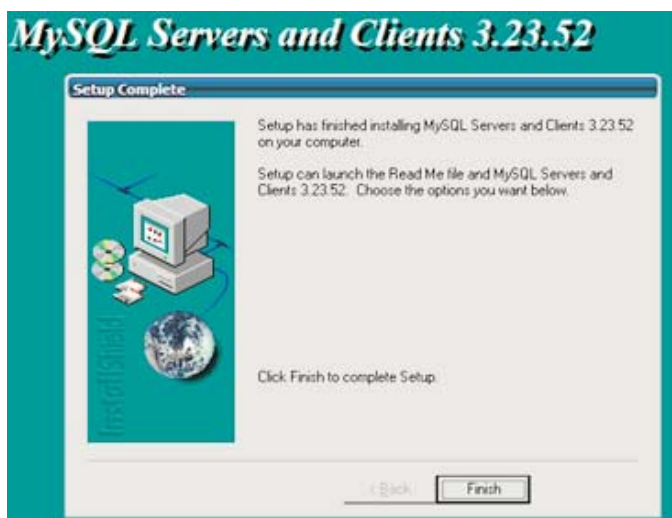 MySQL Servers and Clients 3.23.52
Setup Complete
Setup has finished installing MySQL Servers and Clients 3.23.52
on your computer.
Setup can launch the Read Me file and MySQL Servers and
Clients 3.23.52. Choose the options you want below.
InstallShield
Click Finish to complete Setup.
< Back
Finish